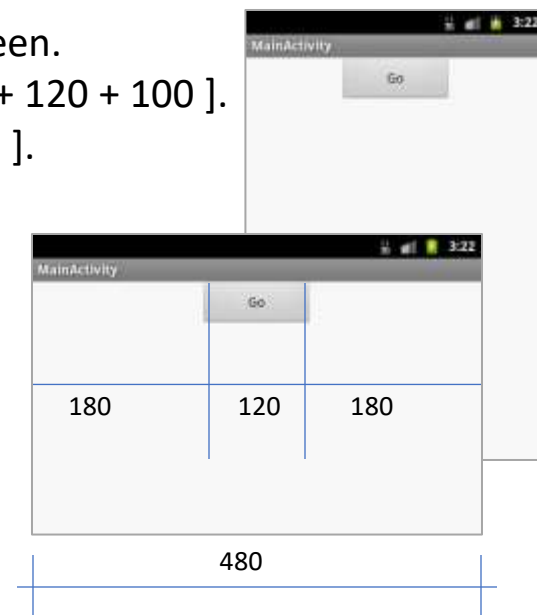 een.
+ 120 + 100 ].
].
3:22
MainActivity
Go
3:22
MainActivity
Go
180 120 180
480